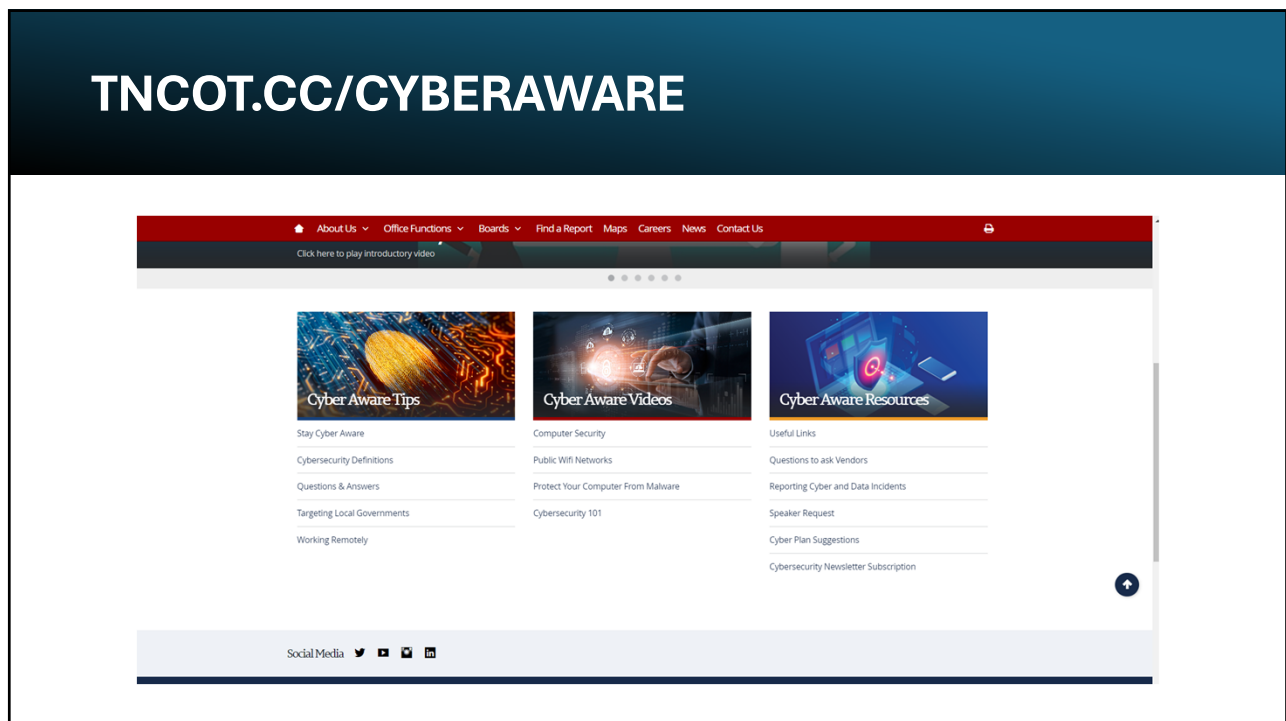 TNCOT.CC/CYBERAWARE
About Us Office Functions Boards Find a Report Maps Careers News Contact Us
Click here to play introductory video
Cyber Aware Tips
Stay Cyber Aware
Cybersecurity Definitions
Questions & Answers
Targeting Local Governments
Working Remotely
Cyber Aware Videos
Computer Security
Public Wifi Networks
Protect Your Computer From Malware
Cybersecurity 101
Cyber Aware Resources
Useful Links
Questions to ask Vendors
Reporting Cyber and Data Incidents
Speaker Request
Cyber Plan Suggestions
Cybersecurity Newsletter Subscription
Social Media